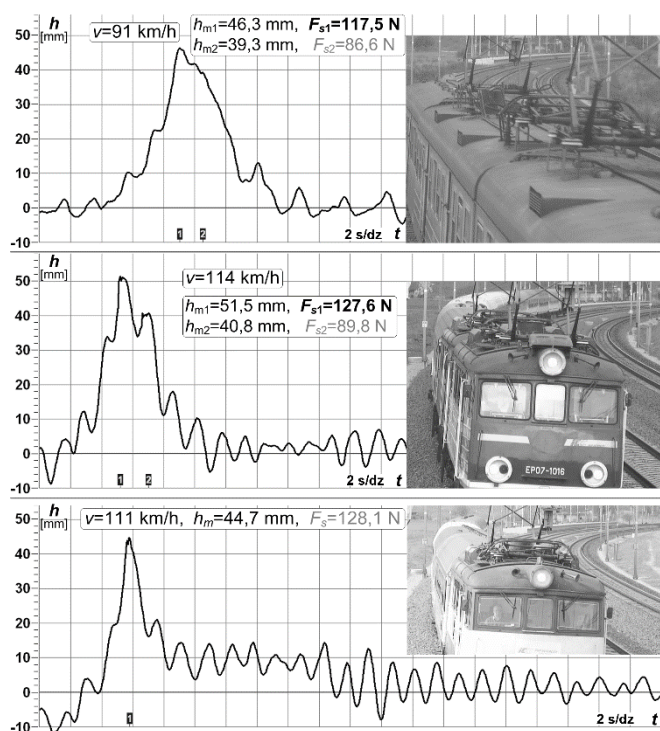 h
[mm]
v=91 km/h
hm1=46,3 mm, Fs1=117,5 N
hm2=39,3 mm, Fs2=86,6 N
50
40
30
20
10
0
-10
1 2
2 s/dz t
h
[mm]
v=114 km/h
hm1=51,5 mm, Fs1=127,6 N
hm2=40,8 mm, Fs2=89,8 N
50
40
30
20
10
0
-10
1 2
2 s/dz t
EP07-1016
h
[mm]
v=111 km/h, hm=44,7 mm, Fs=128,1 N
50
40
30
20
10
0
-10
1
2 s/dz t